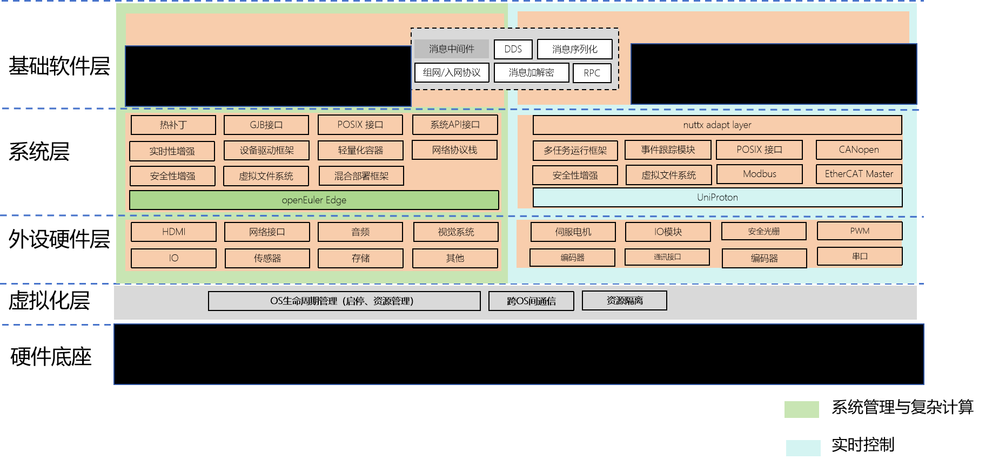 基础软件层
消息中间件 DDS 消息序列化
组网/入网协议 消息加解密 RPC
系统层
热补丁 GJB接口 POSIX 接口 系统API接口
实时性增强 设备驱动框架 轻量化容器 网络协议栈
安全性增强 虚拟文件系统 混合部署框架
openEuler Edge
nuttx adapt layer
多任务运行框架 事件跟踪模块 POSIX 接口 CANopen
安全性增强 虚拟文件系统 Modbus EtherCAT Master
UniProton
外设硬件层
HDMI 网络接口 音频 视觉系统
IO 传感器 存储 其他
伺服电机 IO模块 安全光栅 PWM
编码器 通讯接口 编码器 串口
虚拟化层
OS生命周期管理（启停、资源管理） 跨OS间通信 资源隔离
硬件底座
系统管理与复杂计算
实时控制